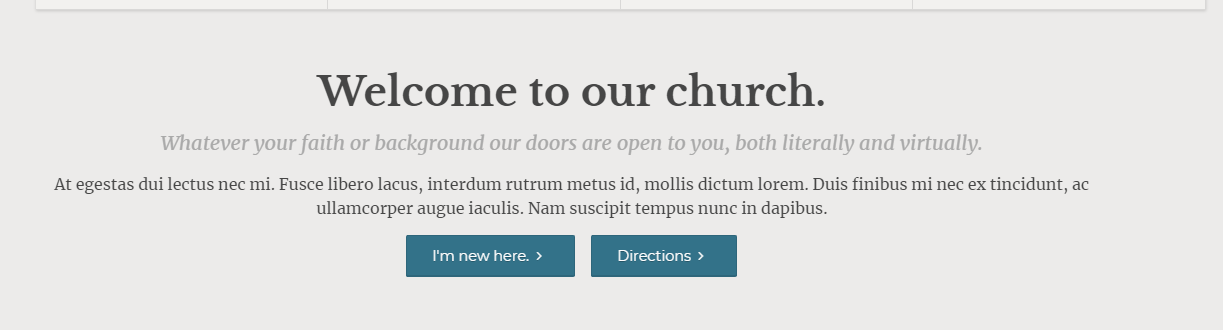 Welcome to our church.
Whatever your faith or background our doors are open to you, both literally and virtually.
At egestas dui lectus nec mi. Fusce libero lacus, interdum rutrum metus id, mollis dictum lorem. Duis finibus mi nec ex tincidunt, ac
ullamcorper augue iaculis. Nam suscipit tempus nunc in dapibus.
I'm new here. › Directions ›